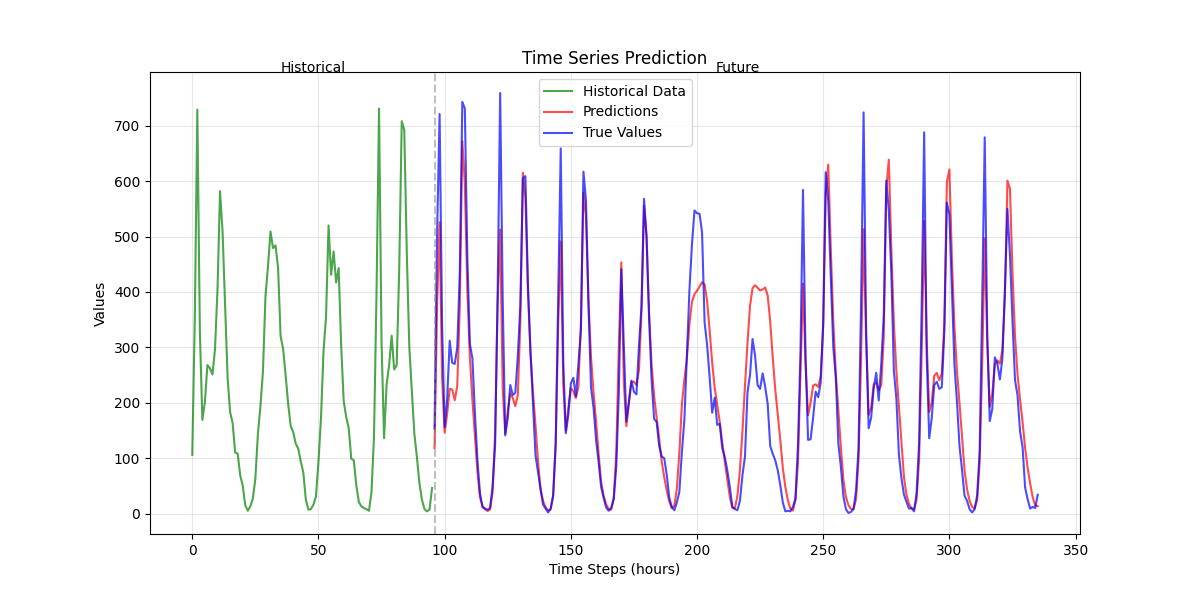 Time Series Prediction
Historical
Future
Historical Data
Predictions
True Values
Values
700
600
500
400
300
200
100
0
0
50
100
150
200
250
300
350
Time Steps (hours)